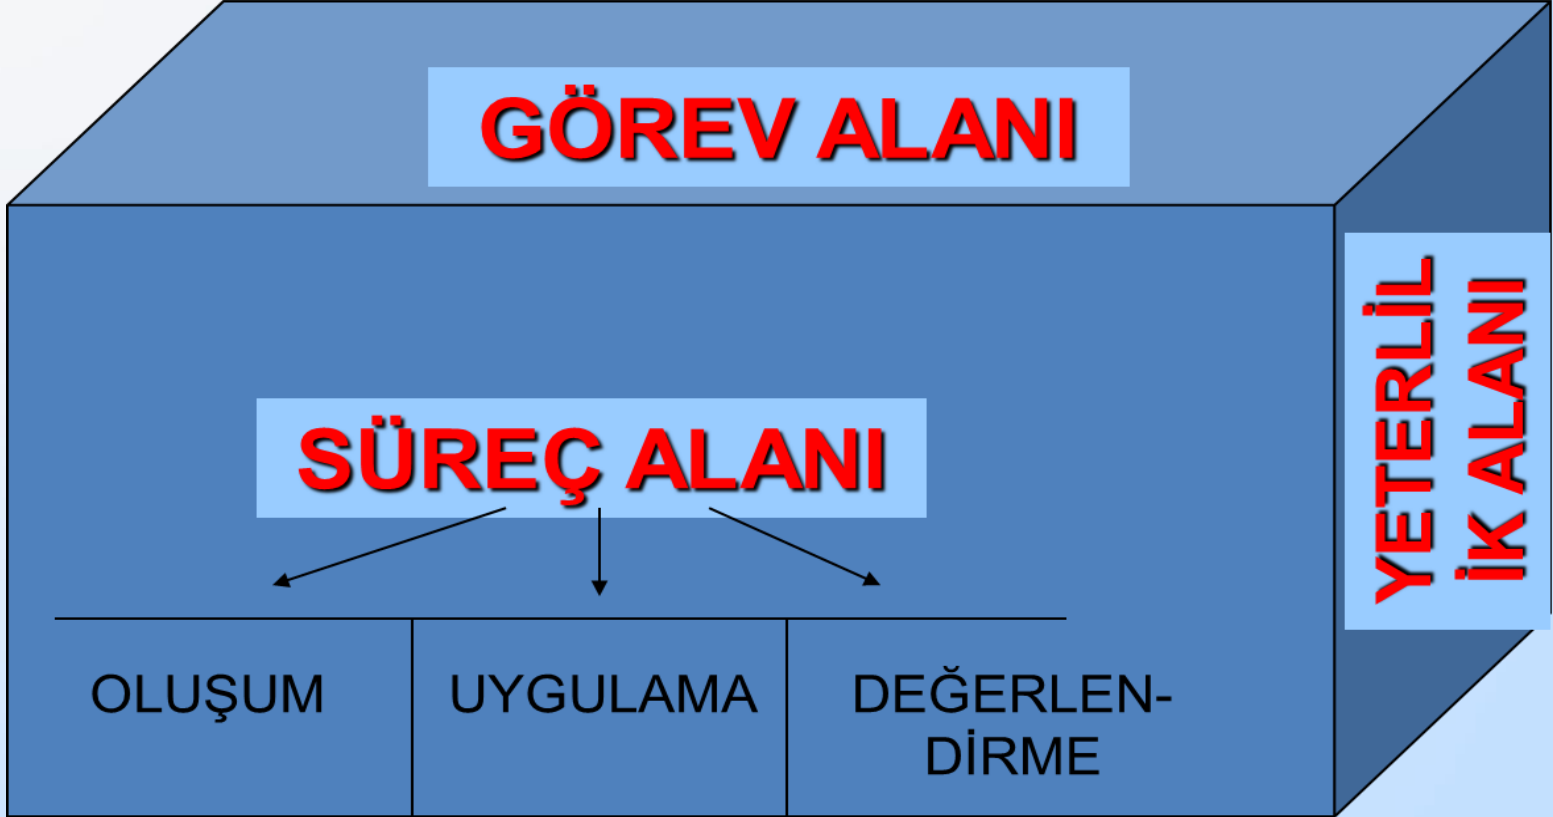 GÖREV ALANI
YETERLİL
İK ALANI
SÜREÇ ALANI
OLUŞUM
UYGULAMA
DEĞERLEN-
DİRME